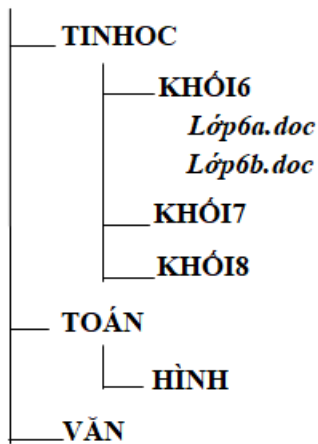 TINHOC
KHỐI6
Lớp6a.doc
Lớp6b.doc
KHỐI7
KHỐI8
TOÁN
HÌNH
VĂN